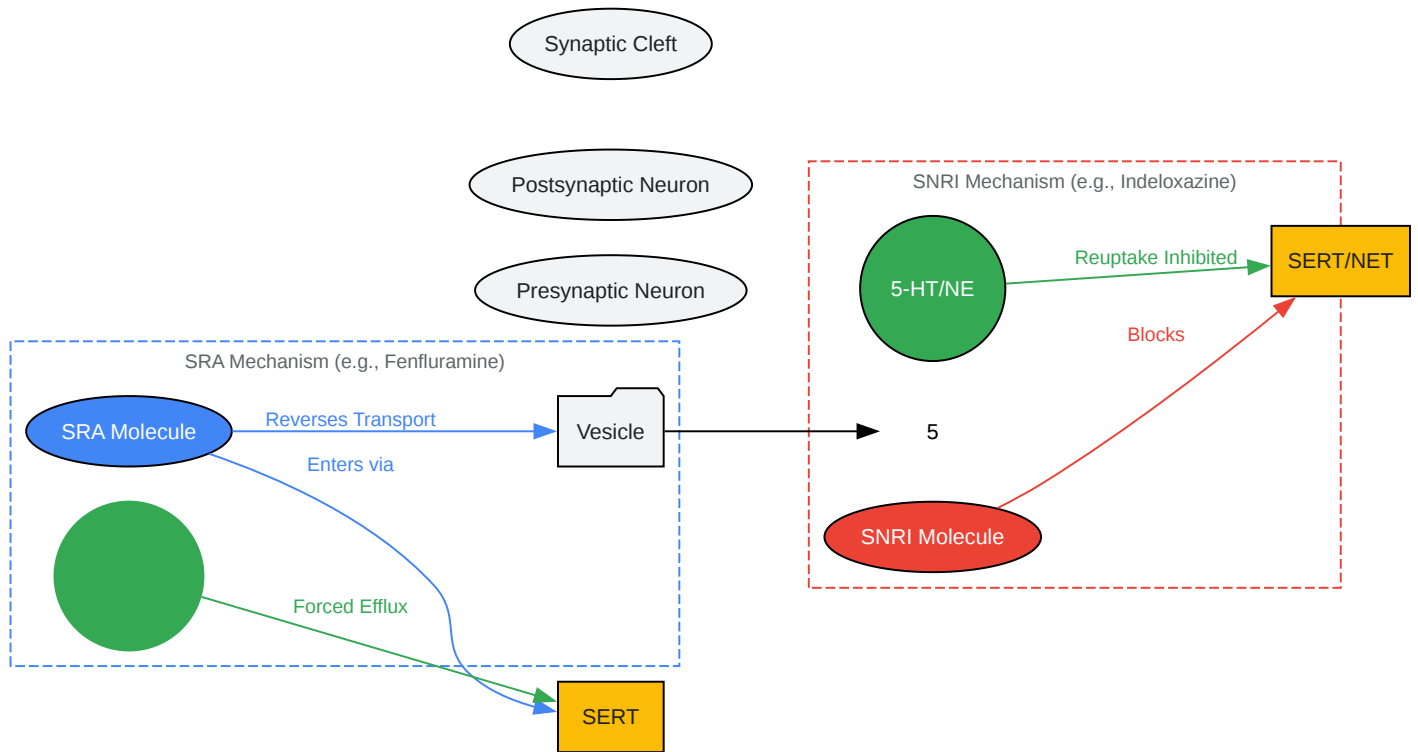 Synaptic Cleft
Postsynaptic Neuron
Presynaptic Neuron
SRA Mechanism (e.g., Fenfluramine)
SRA Molecule
Reverses Transport
Enters via
Vesicle
Forced Efflux
SERT
SNRI Mechanism (e.g., Indeloxazine)
5-HT/NE
Reuptake Inhibited
SERT/NET
Blocks
5
SNRI Molecule